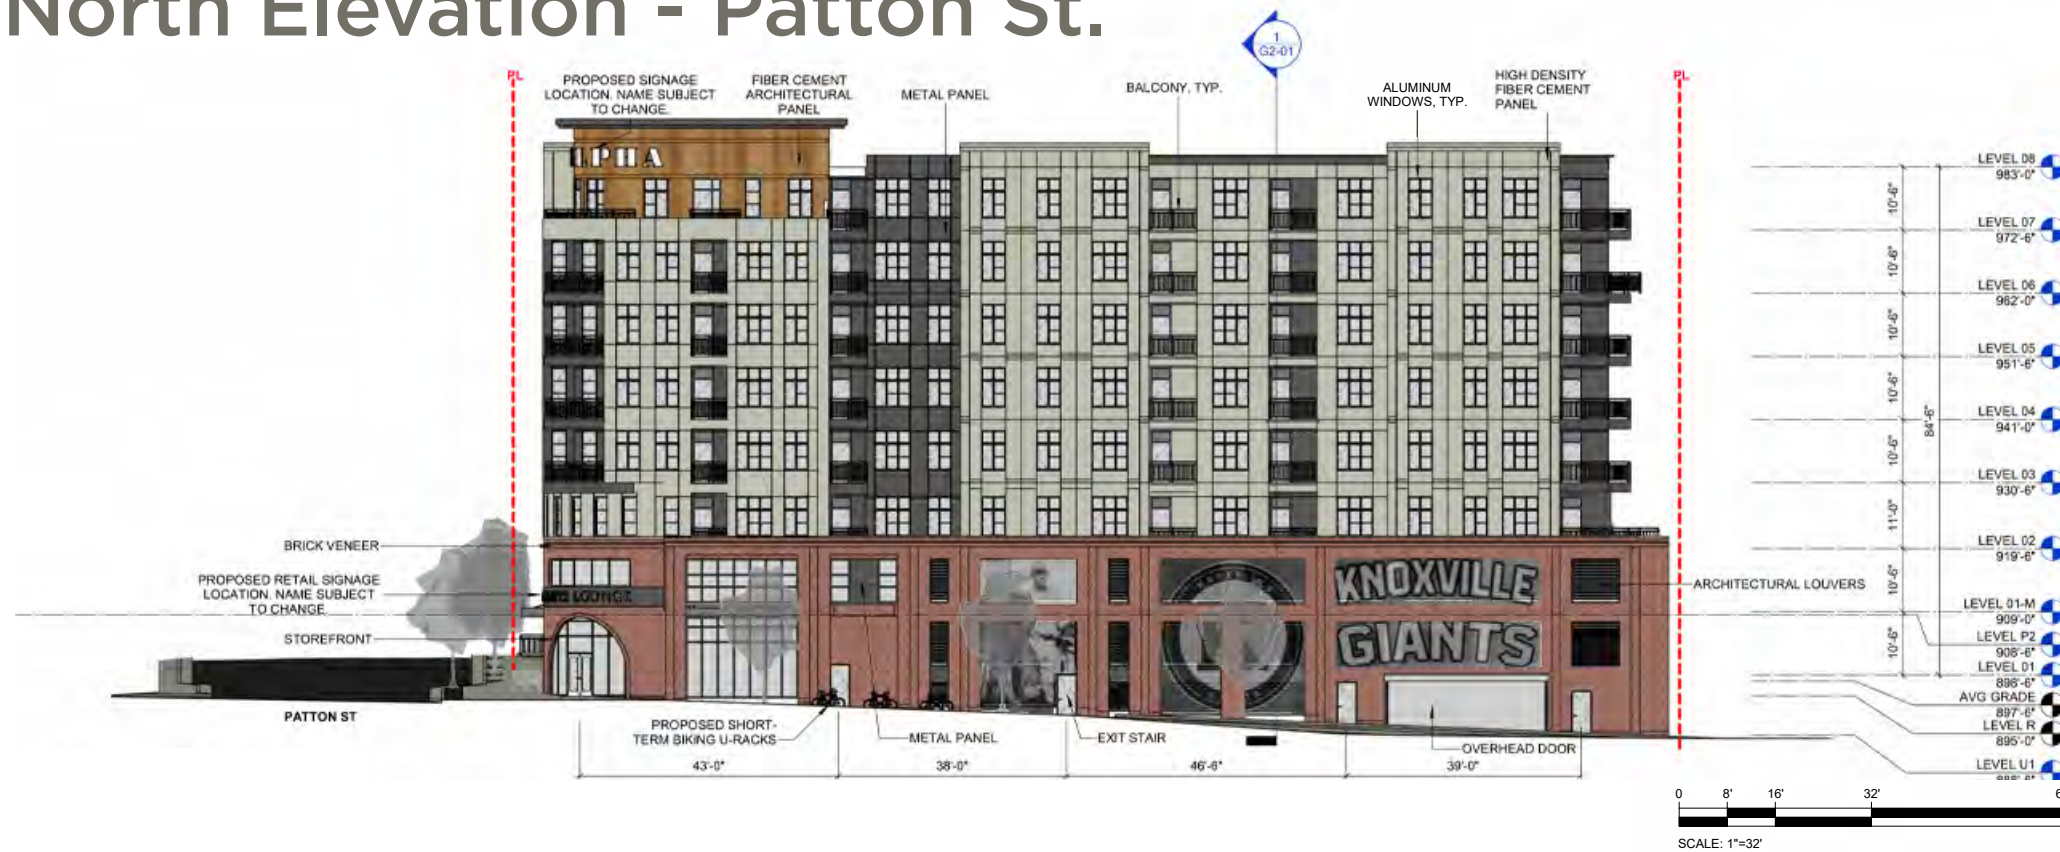 North Elevation - Patton St.
1
G2-01
PL
PROPOSED SIGNAGE
LOCATION. NAME SUBJECT
TO CHANGE.
FIBER CEMENT
ARCHITECTURAL
PANEL
METAL PANEL
BALCONY, TYP.
ALUMINUM
WINDOWS, TYP.
HIGH DENSITY
FIBER CEMENT
PANEL
PL
LPHA
LEVEL 08
983'-0"
10'-6"
LEVEL 07
972'-6"
10'-6"
LEVEL 06
962'-0"
10'-6"
LEVEL 05
951'-6"
10'-6"
LEVEL 04
941'-0"
84'-6"
10'-6"
LEVEL 03
930'-6"
11'-0"
LEVEL 02
919'-6"
10'-6"
LEVEL 01-M
909'-0"
LEVEL P2
908'-6"
10'-6"
LEVEL 01
898'-6"
AVG GRADE
897'-6"
LEVEL R
895'-0"
LEVEL U1
BRICK VENEER
PROPOSED RETAIL SIGNAGE
LOCATION. NAME SUBJECT
TO CHANGE.
STOREFRONT
LOUNGE
KNOXVILLE
GIANTS
ARCHITECTURAL LOUVERS
PATTON ST
PROPOSED SHORT-
TERM BIKING U-RACKS
METAL PANEL
EXIT STAIR
OVERHEAD DOOR
43'-0"
38'-0"
46'-6"
39'-0"
0 8' 16' 32' 6
SCALE: 1"=32'